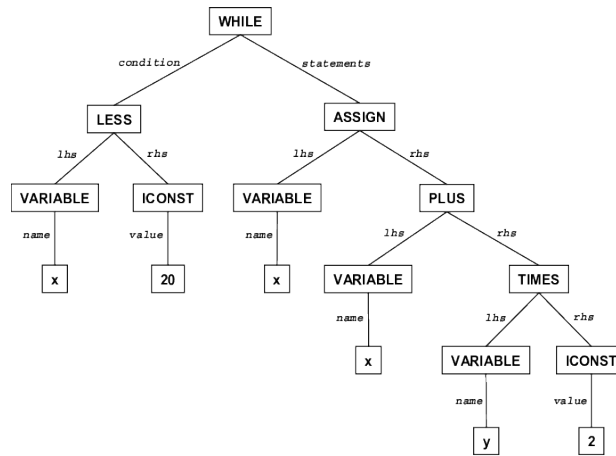 WHILE
condition statements
LESS ASSIGN
lhs rhs lhs rhs
VARIABLE ICONST VARIABLE PLUS
name value name lhs rhs
x 20 x VARIABLE TIMES
name lhs rhs
x VARIABLE ICONST
name value
y 2